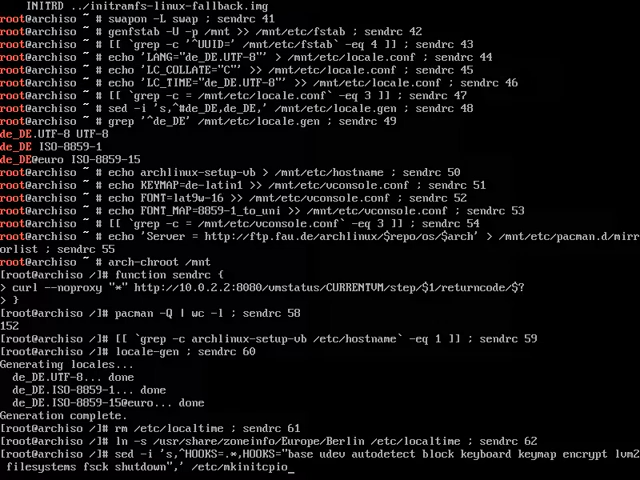 INITRD ../initramfs-linux-fallback.img
root@archiso ~ # swapon -L swap ; sendrc 41
root@archiso ~ # genfstab -U -p /mnt >> /mnt/etc/fstab ; sendrc 42
root@archiso ~ # [[ `grep -c '^UUID=' /mnt/etc/fstab` -eq 4 ]] ; sendrc 43
root@archiso ~ # echo 'LANG="de_DE.UTF-8"' > /mnt/etc/locale.conf ; sendrc 44
root@archiso ~ # echo 'LC_COLLATE="C"' >> /mnt/etc/locale.conf ; sendrc 45
root@archiso ~ # echo 'LC_TIME="de_DE.UTF-8"' >> /mnt/etc/locale.conf ; sendrc 46
root@archiso ~ # [[ `grep -c = /mnt/etc/locale.conf` -eq 3 ]] ; sendrc 47
root@archiso ~ # sed -i 's,^#de_DE,de_DE,' /mnt/etc/locale.gen ; sendrc 48
root@archiso ~ # grep '^de_DE' /mnt/etc/locale.gen ; sendrc 49
de_DE.UTF-8 UTF-8
de_DE ISO-8859-1
de_DE@euro ISO-8859-15
root@archiso ~ # echo archlinux-setup-vb > /mnt/etc/hostname ; sendrc 50
root@archiso ~ # echo KEYMAP=de-latin1 >> /mnt/etc/vconsole.conf ; sendrc 51
root@archiso ~ # echo FONT=lat9w-16 >> /mnt/etc/vconsole.conf ; sendrc 52
root@archiso ~ # echo FONT_MAP=8859-1_to_uni >> /mnt/etc/vconsole.conf ; sendrc 53
root@archiso ~ # [[ `grep -c = /mnt/etc/vconsole.conf` -eq 3 ]] ; sendrc 54
root@archiso ~ # echo 'Server = http://ftp.fau.de/archlinux/$repo/os/$arch' > /mnt/etc/pacman.d/mirr
orlist ; sendrc 55
root@archiso ~ # arch-chroot /mnt
[root@archiso /]# function sendrc {
> curl --noproxy "*" http://10.0.2.2:8080/vmstatus/CURRENTVM/step/$1/returncode/$?
> }
[root@archiso /]# pacman -Q | wc -l ; sendrc 58
152
[root@archiso /]# [[ `grep -c archlinux-setup-vb /etc/hostname` -eq 1 ]] ; sendrc 59
[root@archiso /]# locale-gen ; sendrc 60
Generating locales...
de_DE.UTF-8... done
de_DE.ISO-8859-1... done
de_DE.ISO-8859-15@euro... done
Generation complete.
[root@archiso /]# rm /etc/localtime ; sendrc 61
[root@archiso /]# ln -s /usr/share/zoneinfo/Europe/Berlin /etc/localtime ; sendrc 62
[root@archiso /]# sed -i 's,^HOOKS=.*,HOOKS="base udev autodetect block keyboard keymap encrypt lvm2
filesystems fsck shutdown",' /etc/mkinitcpio_